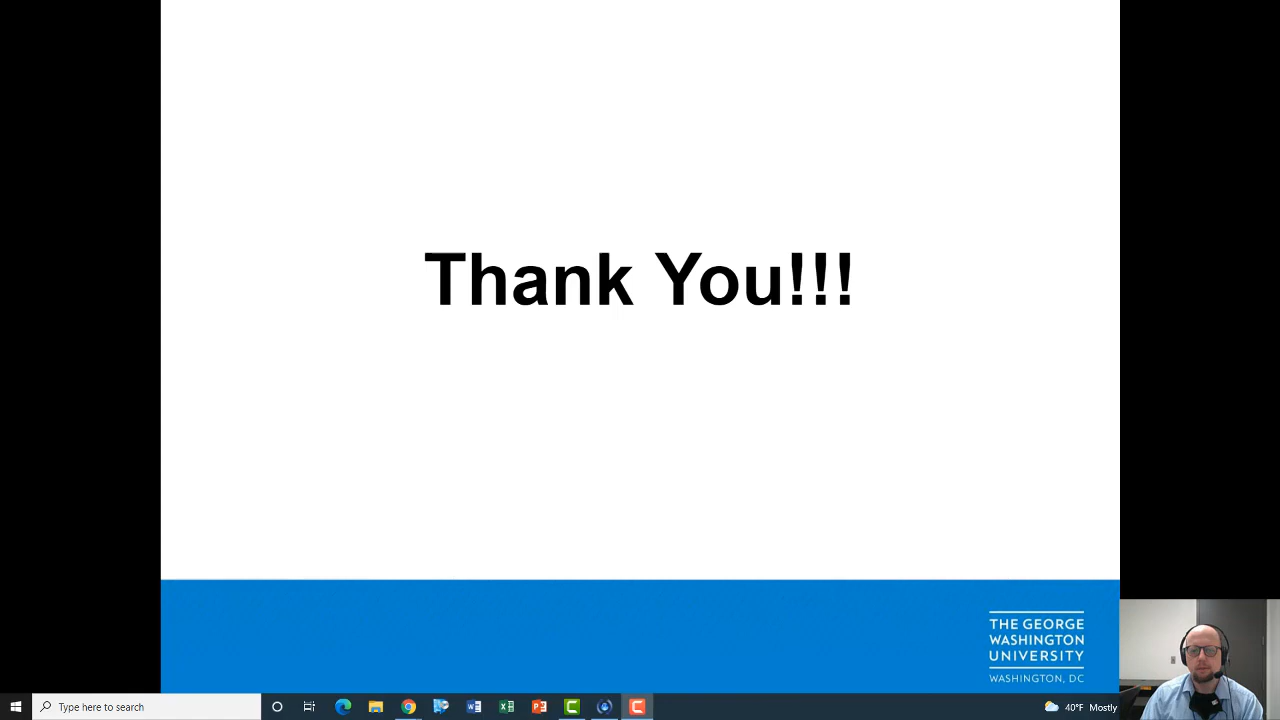 Thank You!!!
THE GEORGE
WASHINGTON
UNIVERSITY
WASHINGTON, DC
Type here to search
40°F Mostly